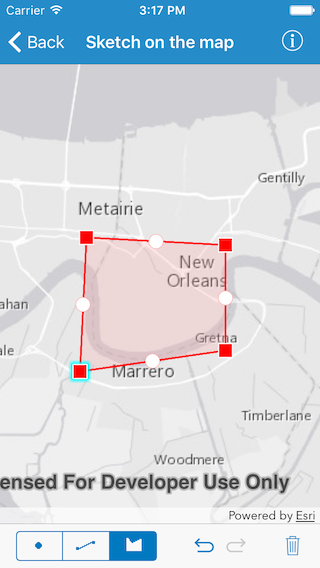 Carrier 3:17 PM
Back Sketch on the map
Gentilly
Metairie
New
Orleans
ahan
Gretna
ale
Marrero
Timberlane
Woodmere
ensed For Developer Use Only
Powered by Esri